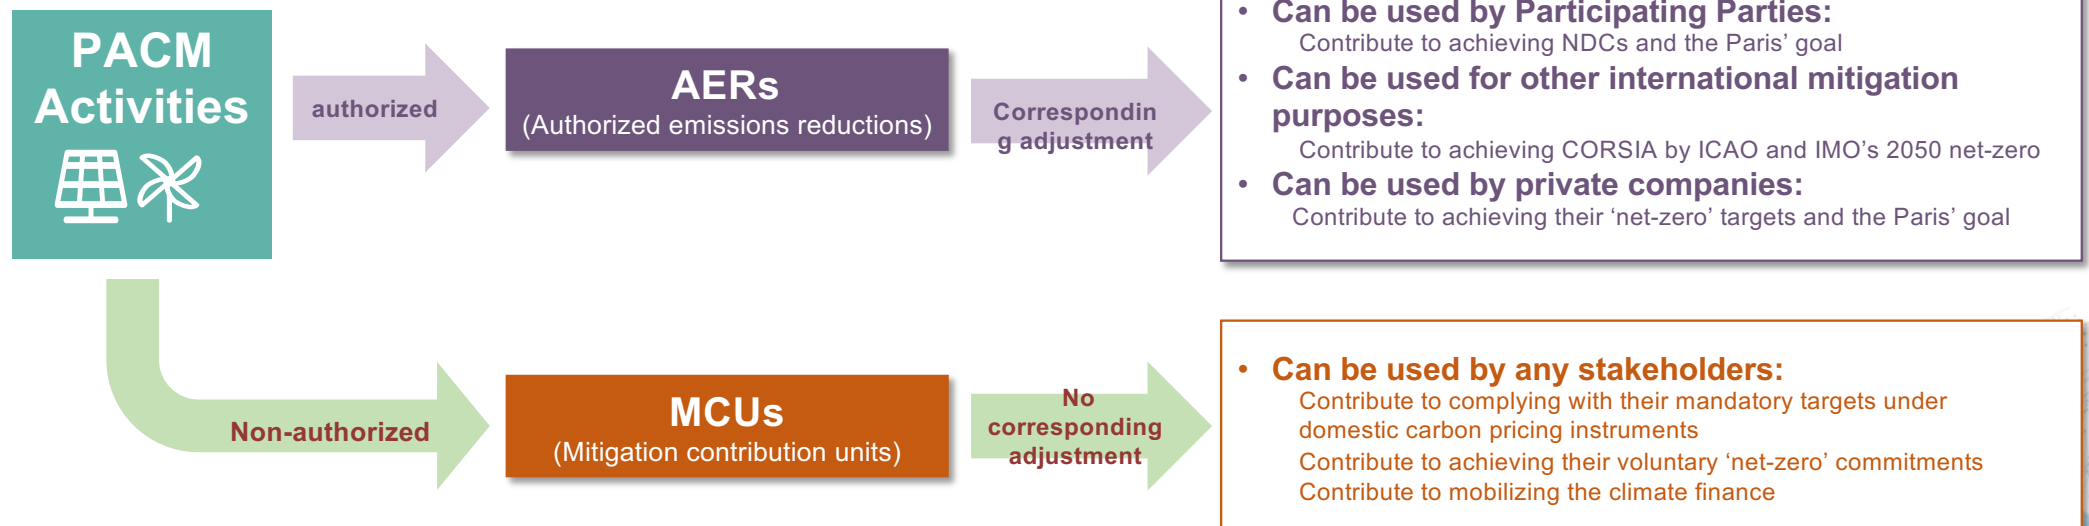 PACM
Activities
authorized
AERs
(Authorized emissions reductions)
Correspondin
g adjustment
• Can be used by Participating Parties:
Contribute to achieving NDCs and the Paris’ goal
• Can be used for other international mitigation
purposes:
Contribute to achieving CORSIA by ICAO and IMO’s 2050 net-zero
• Can be used by private companies:
Contribute to achieving their ‘net-zero’ targets and the Paris’ goal
Non-authorized
MCUs
(Mitigation contribution units)
No
corresponding
adjustment
• Can be used by any stakeholders:
Contribute to complying with their mandatory targets under
domestic carbon pricing instruments
Contribute to achieving their voluntary ‘net-zero’ commitments
Contribute to mobilizing the climate finance